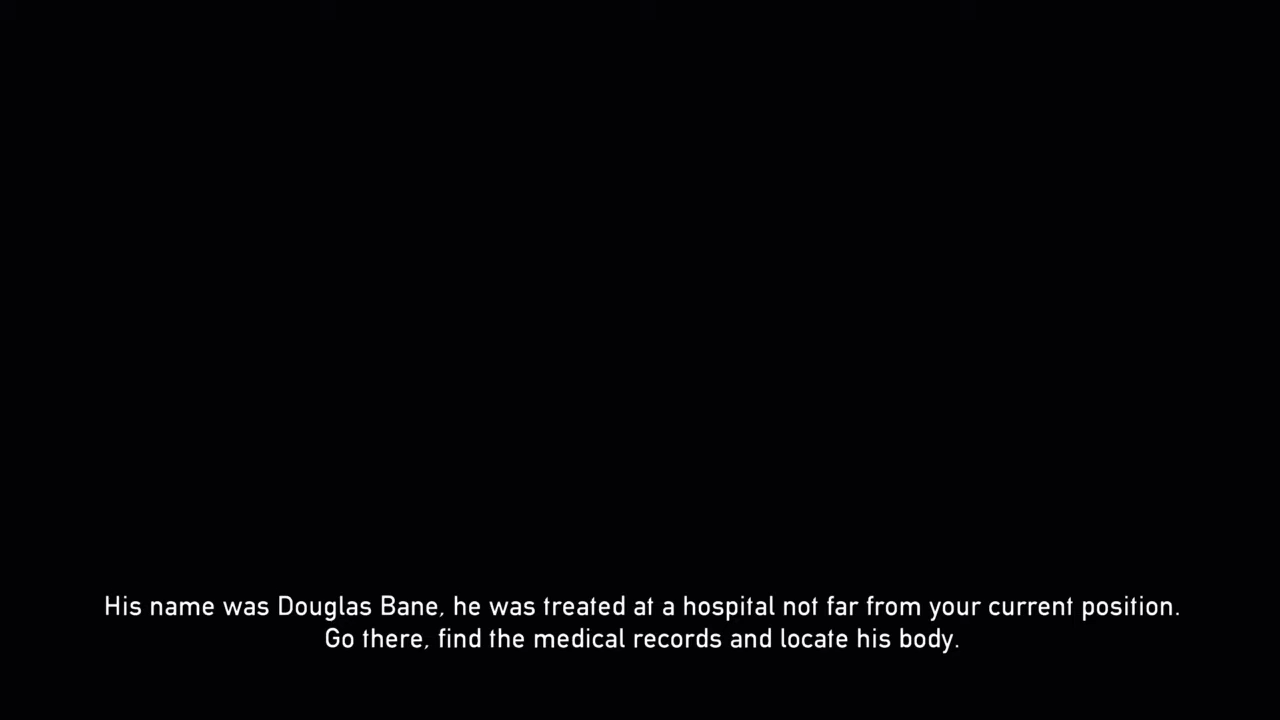 His name was Douglas Bane, he was treated at a hospital not far from your current position.
Go there, find the medical records and locate his body.